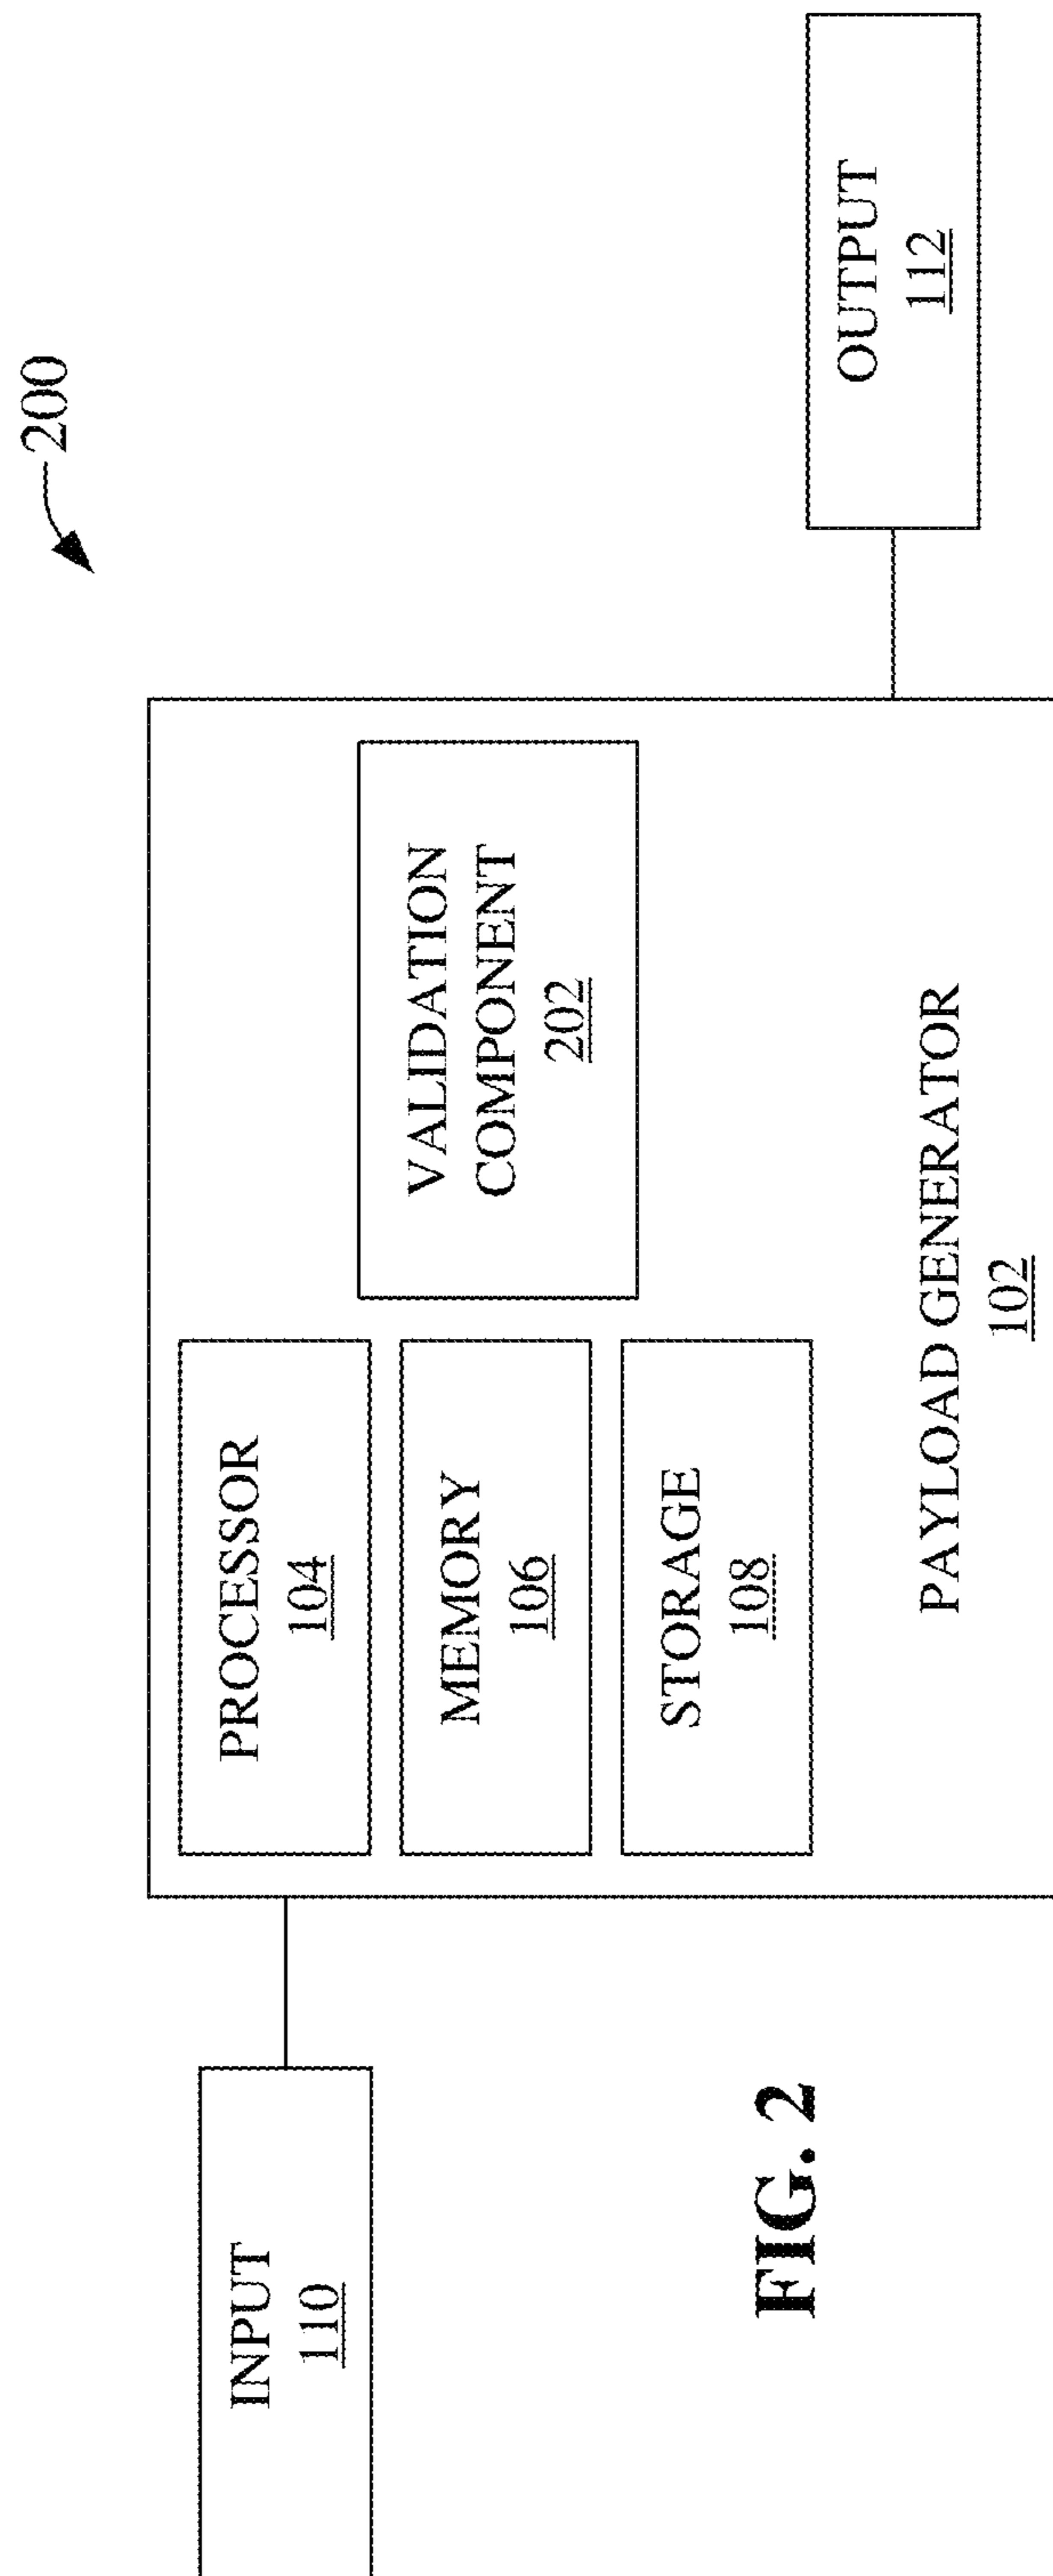 200
INPUT
110
PROCESSOR
104
MEMORY
106
STORAGE
108
VALIDATION
COMPONENT
202
PAYLOAD GENERATOR
102
OUTPUT
112
FIG. 2